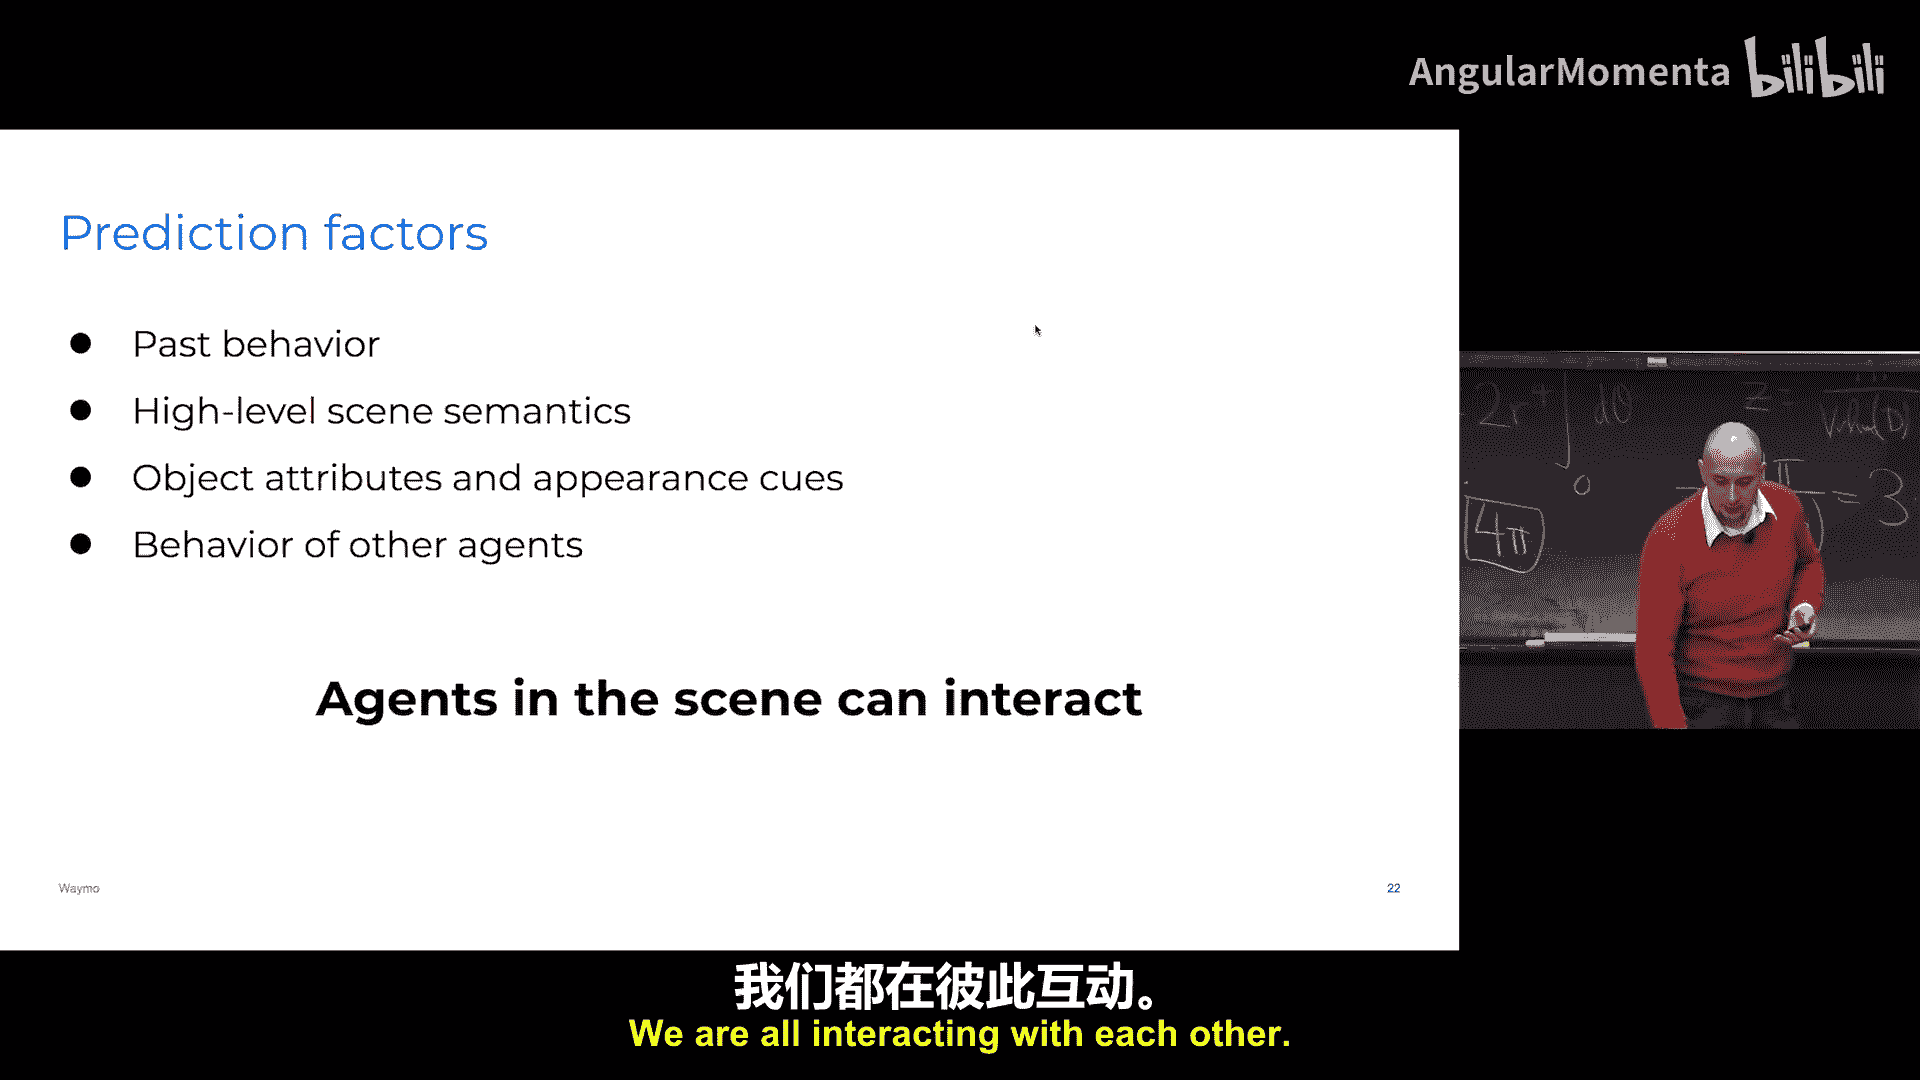 AngularMomenta bilibili
Prediction factors
● Past behavior
● High-level scene semantics
● Object attributes and appearance cues
● Behavior of other agents
Agents in the scene can interact
Waymo
22
4π
= 3
我们都在彼此互动。
We are all interacting with each other.